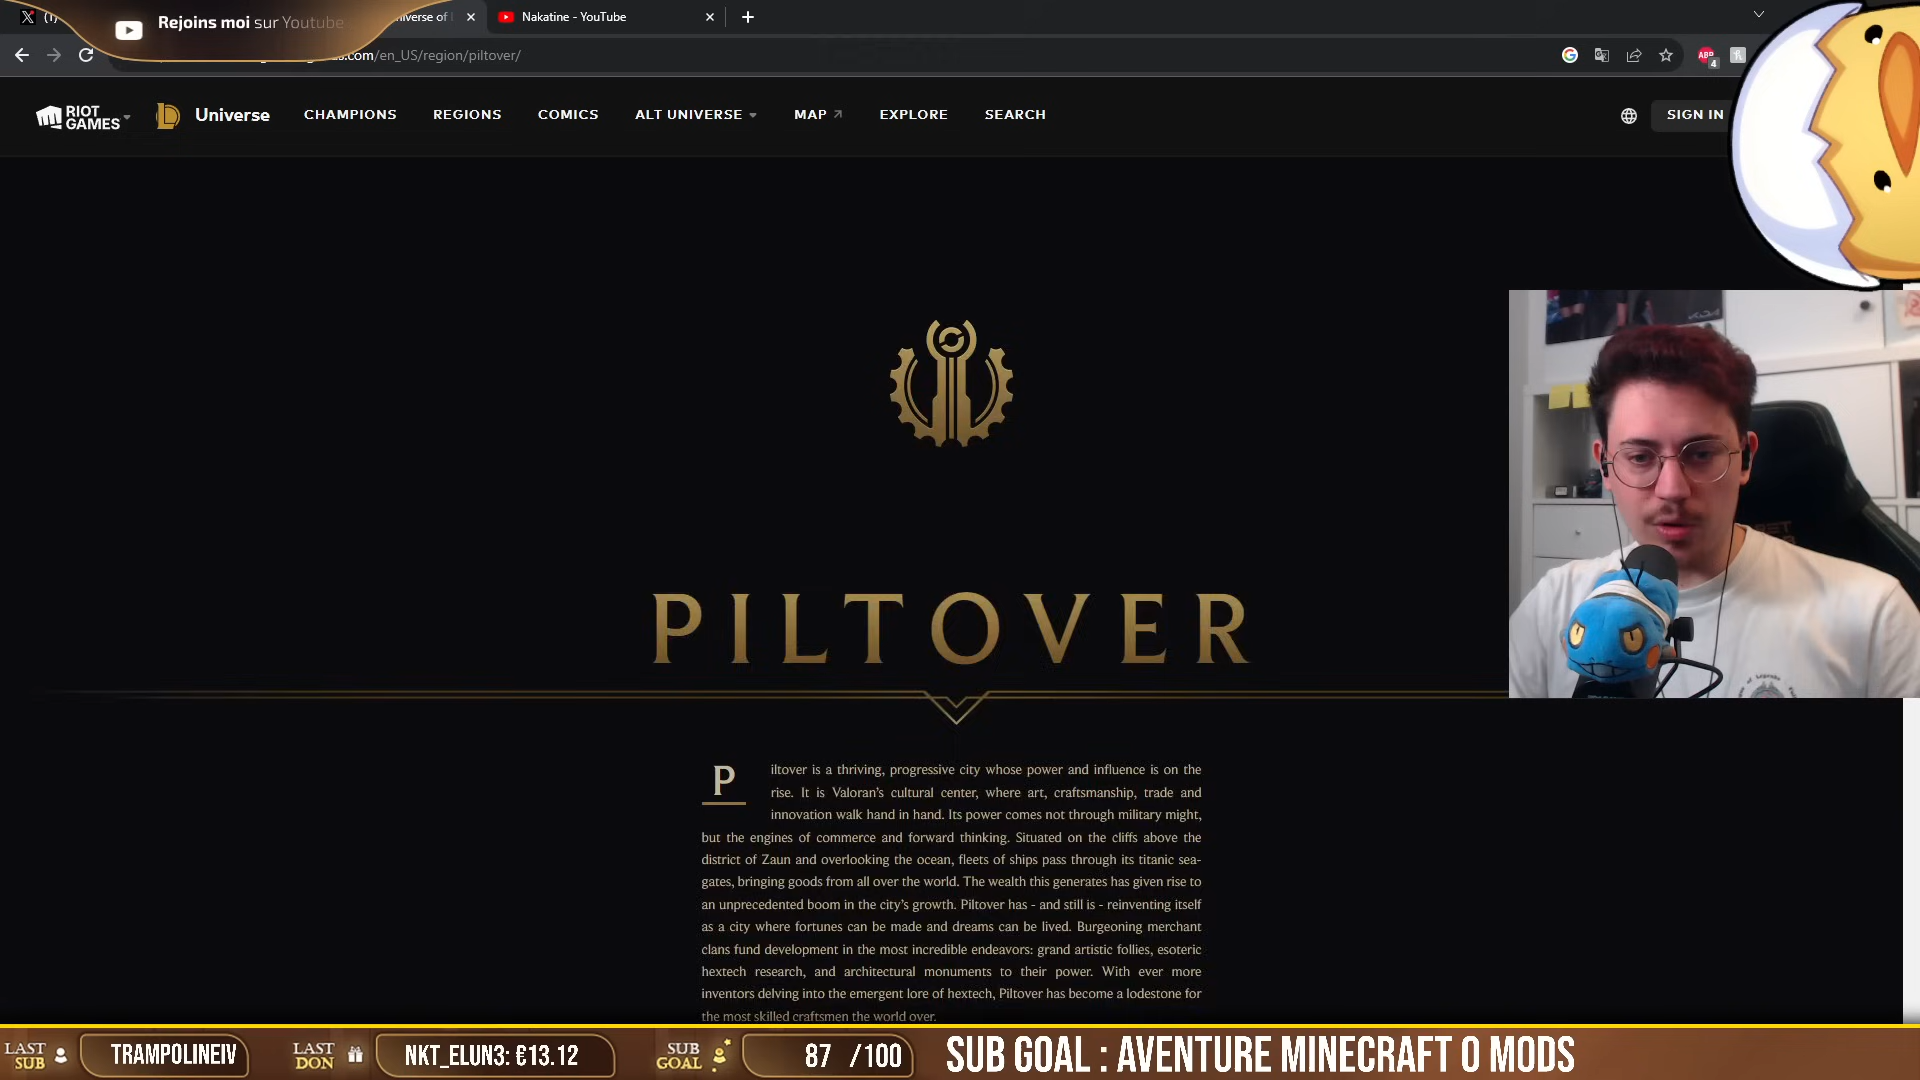 Rejoins moi sur Youtube
niverse of
Nakatine - YouTube
.com/en_US/region/piltover/
ABP
4
RIOT
GAMES
Universe
CHAMPIONS
REGIONS
COMICS
ALT UNIVERSE
MAP
EXPLORE
SEARCH
SIGN IN
PILTOVER
Piltover is a thriving, progressive city whose power and influence is on the
rise. It is Valoran's cultural center, where art, craftsmanship, trade and
innovation walk hand in hand. Its power comes not through military might,
but the engines of commerce and forward thinking. Situated on the cliffs above the
district of Zaun and overlooking the ocean, fleets of ships pass through its titanic sea-
gates, bringing goods from all over the world. The wealth this generates has given rise to
an unprecedented boom in the city's growth. Piltover has - and still is - reinventing itself
as a city where fortunes can be made and dreams can be lived. Burgeoning merchant
clans fund development in the most incredible endeavors: grand artistic follies, esoteric
hextech research, and architectural monuments to their power. With ever more
inventors delving into the emergent lore of hextech, Piltover has become a lodestone for
the most skilled craftsmen the world over.
LAST
SUB
TRAMPOLINEIV
LAST
DON
NKT_ELUN3: €13.12
SUB
GOAL
87 /100
SUB GOAL : AVENTURE MINECRAFT 0 MODS